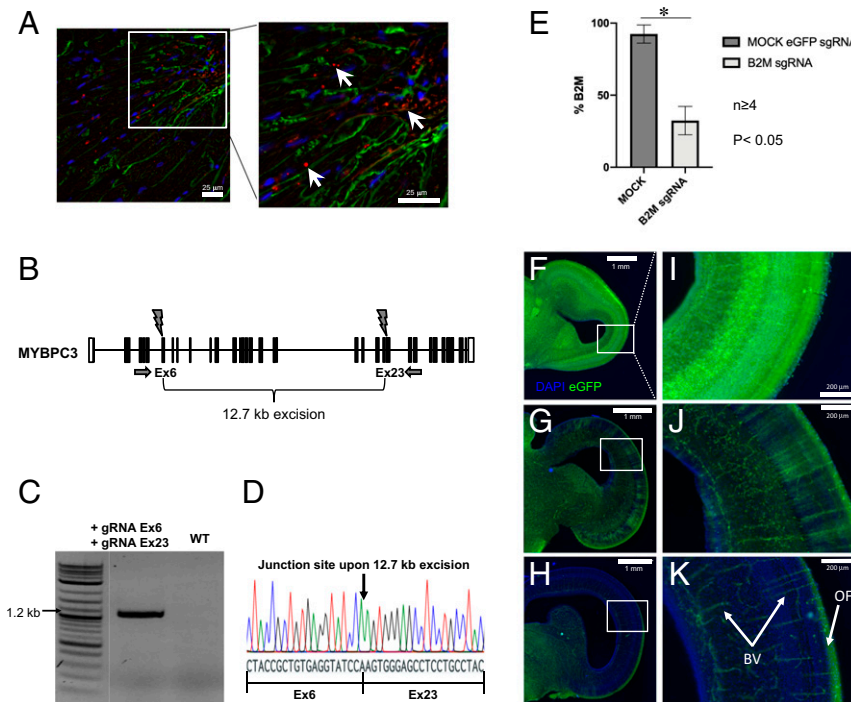 A
25 µm
25 µm
E
100
50
0
% B2M
*
MOCK
B2M sgRNA
MOCK eGFP sgRNA
B2M sgRNA
n≥4
P< 0.05
B
MYBPC3
Ex6
Ex23
12.7 kb excision
C
+ gRNA Ex6
+ gRNA Ex23
WT
1.2 kb
D
Junction site upon 12.7 kb excision
CTACCGCTGTGAGGTATCCAAGTGGGAGCCTCCTGCCTAC
Ex6
Ex23
F
1 mm
DAPI eGFP
I
200 µm
G
1 mm
J
200 µm
H
1 mm
K
200 µm
BV